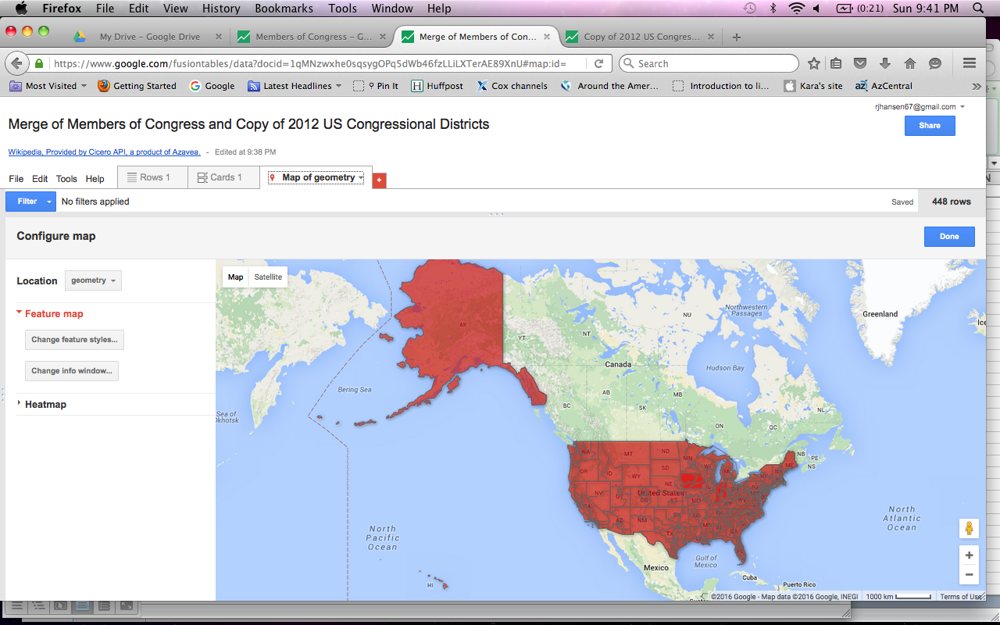 Firefox File Edit View History Bookmarks Tools Window Help (0:21) Sun 9:41 PM
My Drive – Google Drive Members of Congress – G... Merge of Members of Con... Copy of 2012 US Congres...
https://www.google.com/fusiontables/data?docid=1qMNzwxhe0sqsygOPq5dWb46fzLLiLXTerAE89XnU#map:id= Search
Most Visited Getting Started Google Latest Headlines Pin It Huffpost Cox channels Around the Amer... Introduction to li... Kara's site AzCentral
rjhansen67@gmail.com
Merge of Members of Congress and Copy of 2012 US Congressional Districts
Share
Wikipedia, Provided by Cicero API, a product of Azavea. - Edited at 9:38 PM
File Edit Tools Help Rows 1 Cards 1 Map of geometry +
Filter No filters applied Saved 448 rows
Configure map Done
Location geometry
Feature map
Change feature styles...
Change info window...
Heatmap
Map Satellite
Greenland
Northwestern
Passages
NU
AK
YT
NT
Canada
Hudson Bay
Bering Sea
Sea of
Okhotsk
AB
MB
BC
SK
NL
ON
QC
NB
PE
NS
WA
MT
ND
MN
ME
OR
ID
WY
SD
WI
NE
NV
UT
CO
KS
United States
MO
CA
AZ
NM
TX
North
Pacific
Ocean
North
Atlantic
Ocean
Mexico
Gulf of
Mexico
Cuba
Puerto Rico
HI
©2016 Google - Map data ©2016 Google, INEGI 1000 km Terms of Use